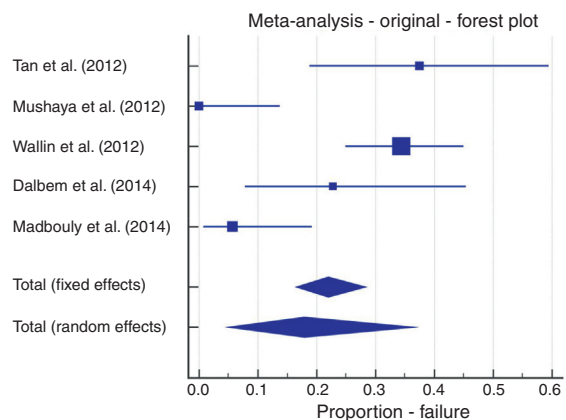 Meta-analysis - original - forest plot
Tan et al. (2012)
Mushaya et al. (2012)
Wallin et al. (2012)
Dalbem et al. (2014)
Madbouly et al. (2014)
Total (fixed effects)
Total (random effects)
0.0 0.1 0.2 0.3 0.4 0.5 0.6
Proportion - failure